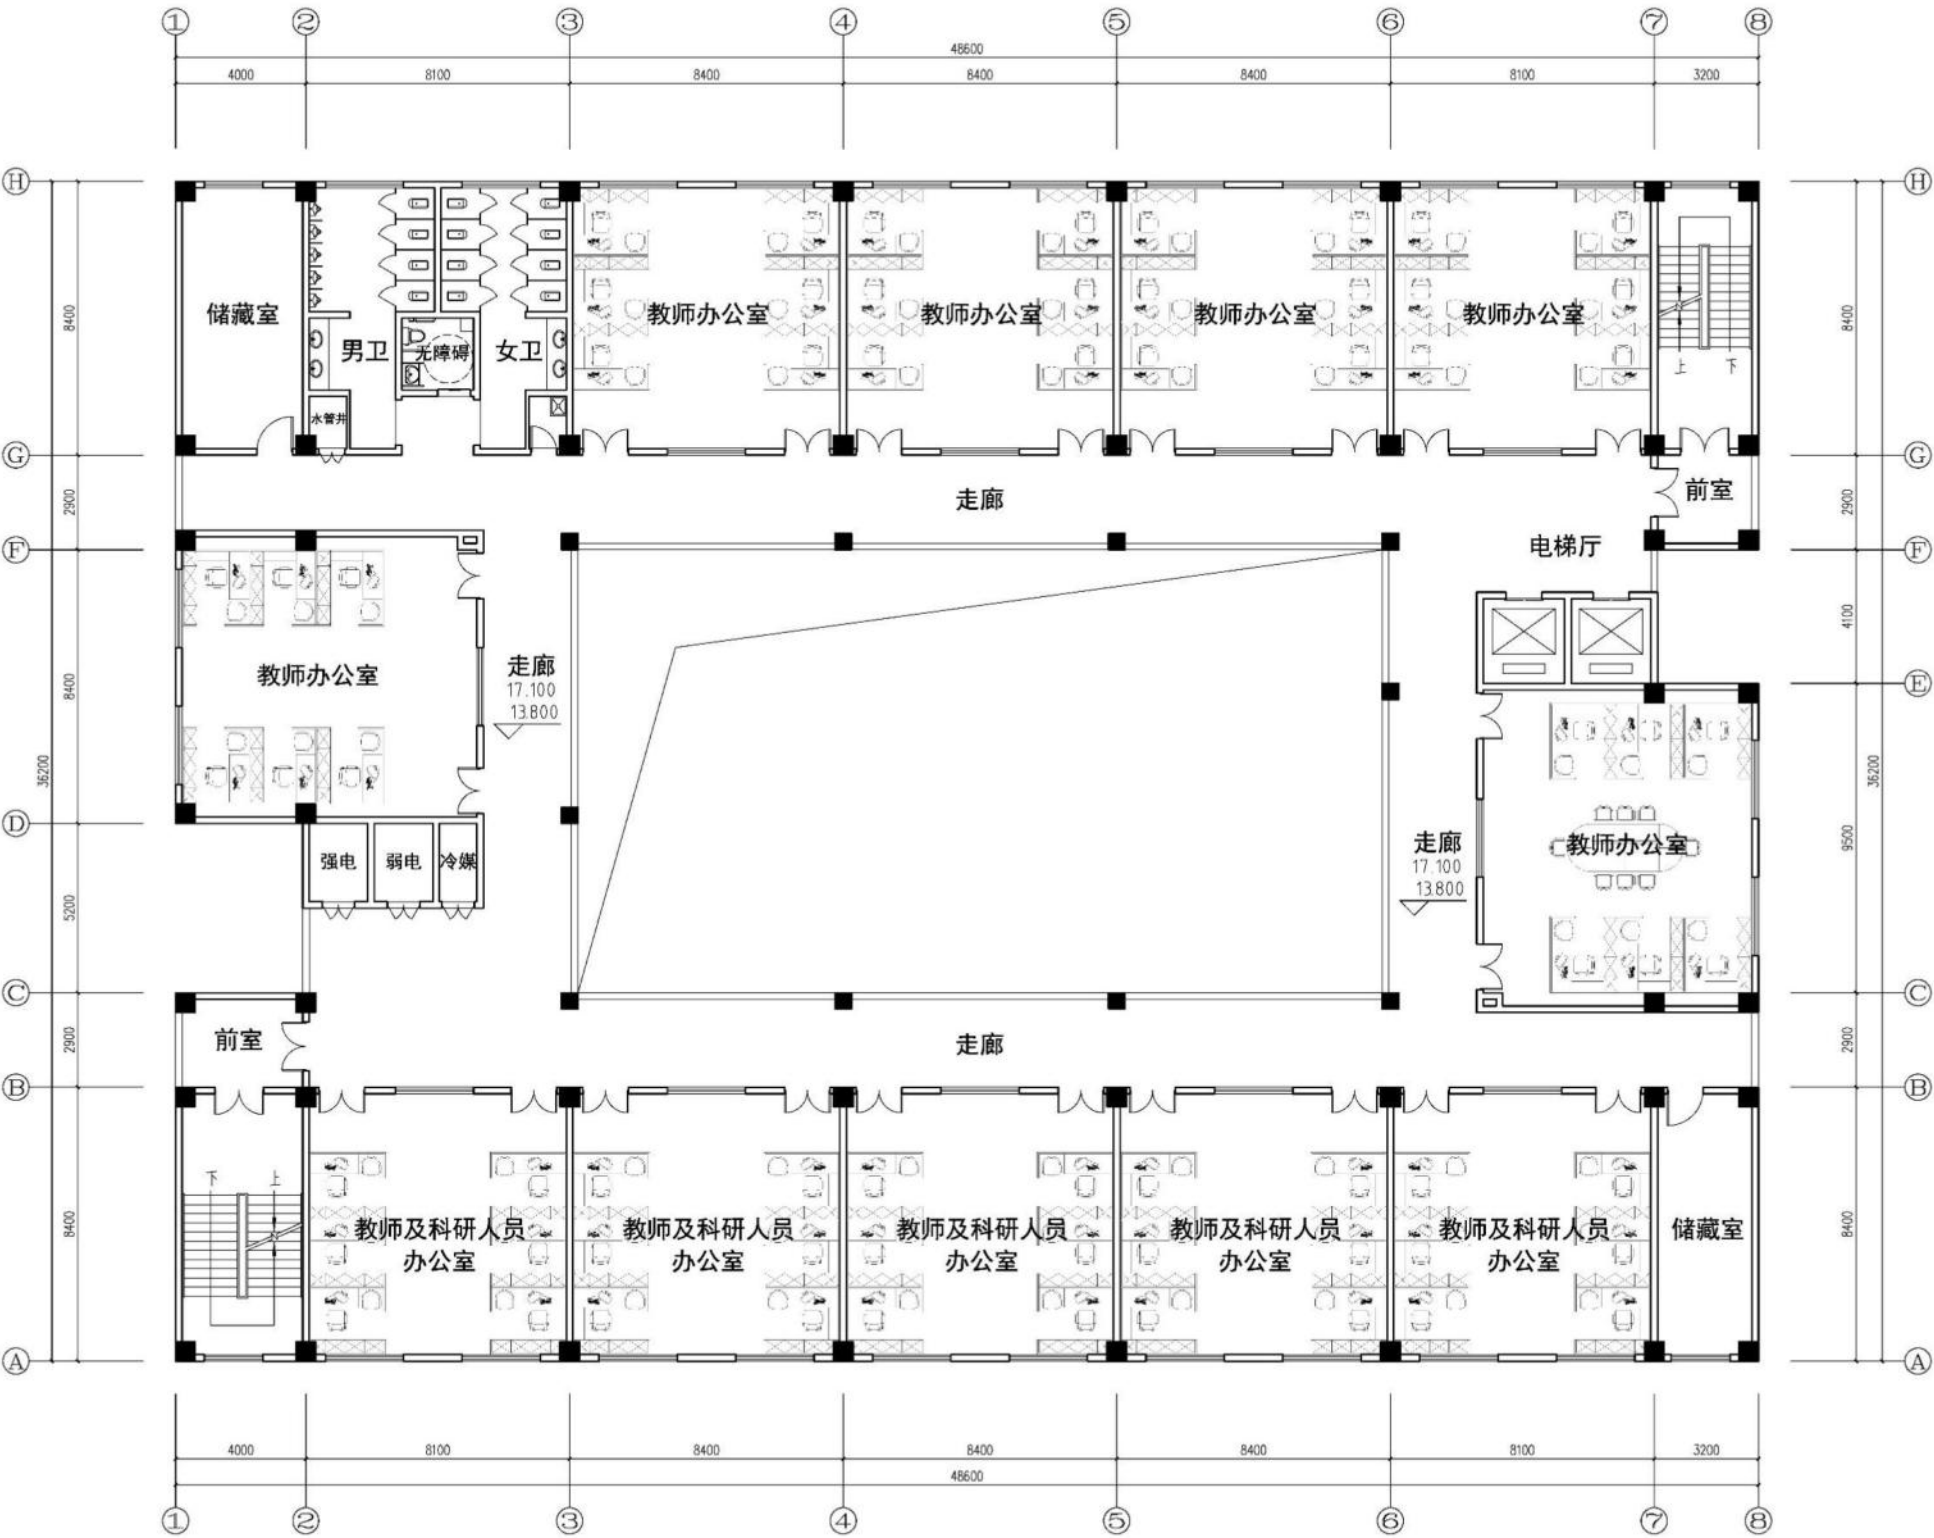 ① ② ③ ④ ⑤ ⑥ ⑦ ⑧
48600
4000 8100 8400 8400 8400 8100 3200
Ⓗ Ⓗ
储藏室 教师办公室 教师办公室 教师办公室 教师办公室
8400 8400
男卫 无障碍 女卫
上 下
水管井
Ⓖ Ⓖ
2900 走廊 前室 2900
电梯厅
Ⓕ Ⓕ
4100
教师办公室 走廊
17.100
13.800
8400
Ⓔ
36200 36200
Ⓓ
强电 弱电 冷媒
走廊 教师办公室
17.100
13.800
5200 9500
Ⓒ Ⓒ
2900 前室 走廊 2900
Ⓑ Ⓑ
下 上
8400 8400
教师及科研人员 教师及科研人员 教师及科研人员 教师及科研人员 教师及科研人员 储藏室
办公室 办公室 办公室 办公室 办公室
Ⓐ Ⓐ
4000 8100 8400 8400 8400 8100 3200
48600
① ② ③ ④ ⑤ ⑥ ⑦ ⑧